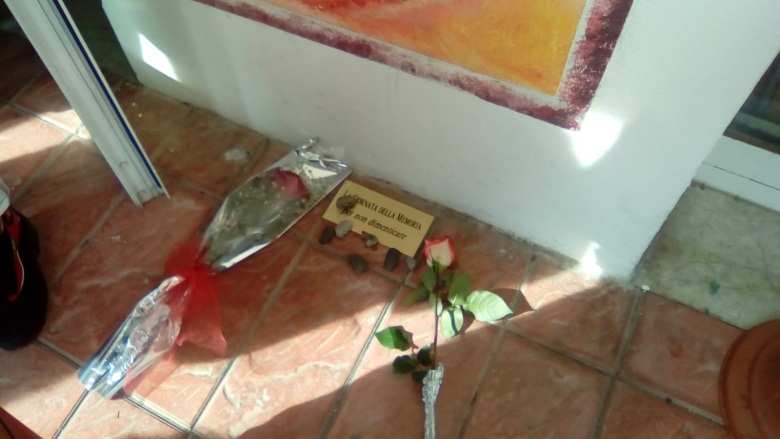 LA GIORNATA DELLA MEMORIA
per non dimenticare